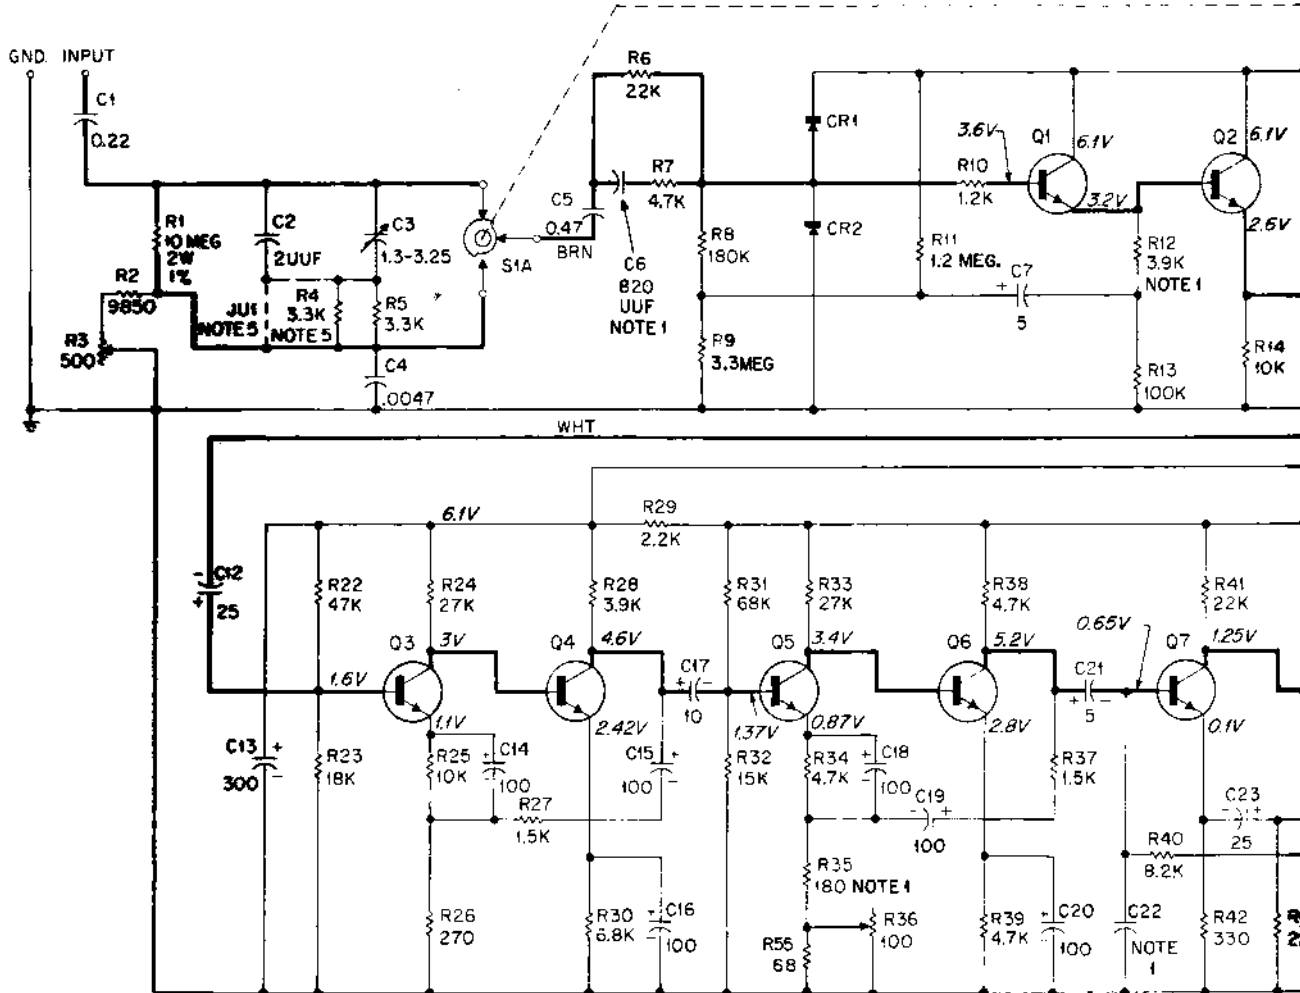 GND. INPUT
C1
0.22
R1
10 MEG
2W
1%
R2
9850
R3
500
C2
2UUF
JU1
NOTE 5
R4
3.3K
NOTE 5
C3
1.3-3.25
R5
3.3K
C4
.0047
S1A
BRN
C5
0.47
R6
22K
R7
4.7K
C6
820
UUF
NOTE 1
R8
180K
R9
3.3MEG
CR1
CR2
R11
1.2 MEG.
3.6V
R10
1.2K
C7
+
5
Q1
6.1V
3.2V
R12
3.9K
NOTE 1
R13
100K
Q2
6.1V
2.6V
R14
10K
WHT
C12
-
+
25
C13
+
-
300
R22
47K
1.6V
R23
18K
6.1V
R24
27K
Q3
3V
1.1V
R25
10K
C14
+
-
100
R26
270
R27
1.5K
R28
3.9K
Q4
4.6V
2.42V
C15
+
-
100
R30
6.8K
C16
+
-
100
R29
2.2K
C17
+ -
10
R31
68K
1.37V
R32
15K
R33
27K
Q5
3.4V
0.87V
R34
4.7K
C18
+
-
100
C19
- +
100
R35
180 NOTE 1
R36
100
R55
68
R38
4.7K
Q6
5.2V
2.8V
R37
1.5K
R39
4.7K
C20
+
-
100
0.65V
C21
+ -
5
C22
NOTE
1
R40
8.2K
R41
22K
Q7
1.25V
0.1V
C23
- +
25
R42
330